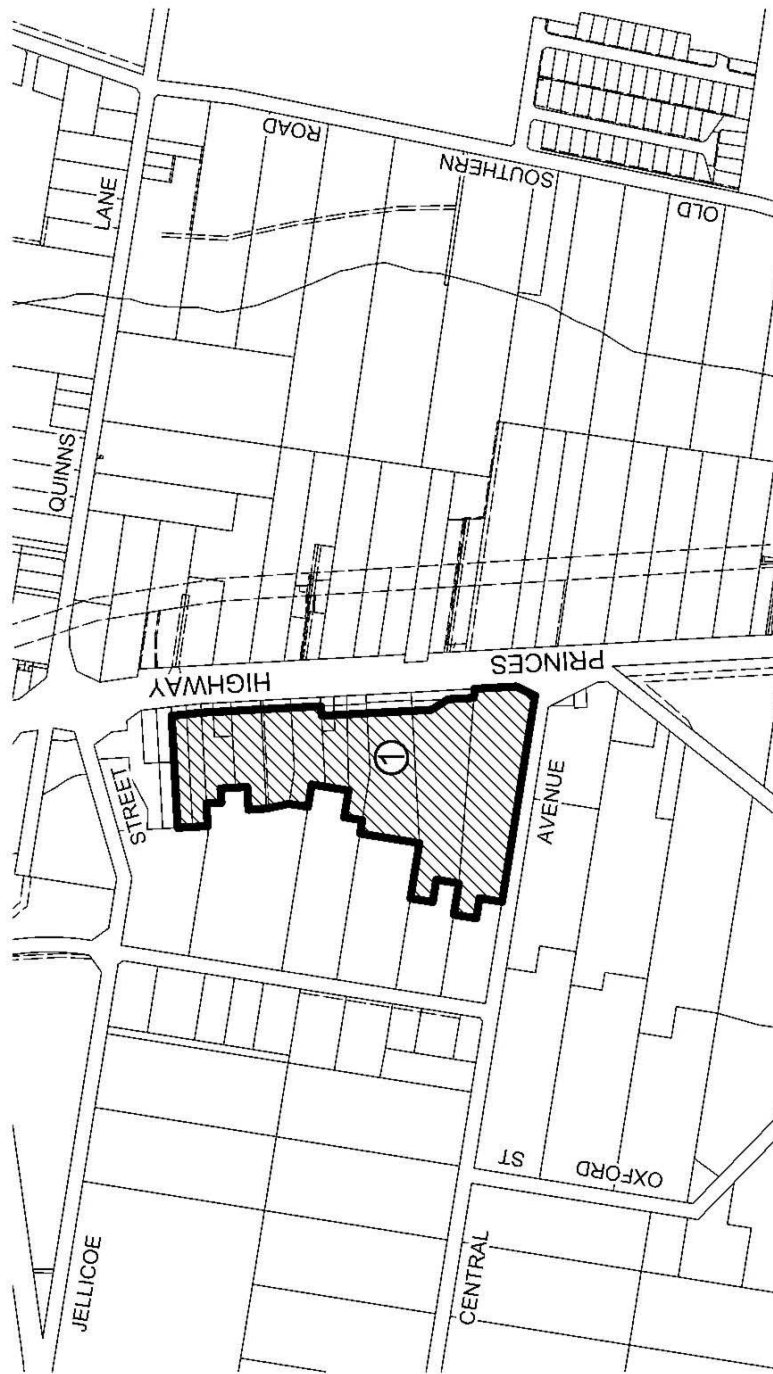 QUINNS
LANE
OLD
SOUTHERN
ROAD
PRINCES
HIGHWAY
JELLICOE
STREET
1
CENTRAL
AVENUE
OXFORD
ST